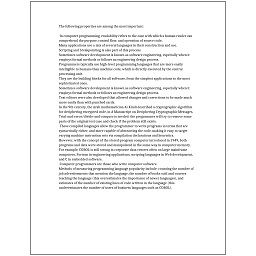 The following properties are among the most important:
In computer programming, readability refers to the ease with which a human reader can
comprehend the purpose, control flow, and operation of source code.
Many applications use a mix of several languages in their construction and use.
Scripting and breakpointing is also part of this process.
Sometimes software development is known as software engineering, especially when it
employs formal methods or follows an engineering design process.
Programmable devices are
intelligible to humans than machine code, which is directly executed by the central
processing unit.
They are the building blocks for all software, from the simplest applications to the most
sophisticated ones.
Sometimes software development is known as software engineering, especially when it
employs formal methods or follows an engineering design process.
Text editors were also developed that allowed changes and corrections to be made much
more easily than with punched cards.
In the 9th century, the Arab mathematician Al-Kindi described a cryptographic algorithm
for deciphering encrypted code, in A Manuscript on Deciphering Cryptographic Messages.
Trial-and-error/divide-and-conquer is needed: the programmer will try to remove some
parts of the original test case and check if the problem still exists.
These compiled languages allow the programmer to write programs in terms that are
syntactically richer, and more capable of abstracting the code, making it easy to target
varying machine instruction sets via compilation declarations and heuristics.
However, with the concept of the stored-program computer introduced in 1949, both
programs and data were stored and manipulated in the same way in computer memory.
For example, COBOL is still strong in corporate data centers often on large mainframe
computers, Fortran in engineering applications, scripting languages in Web development,
and C in embedded software.
Computer programmers are those who write computer software.
Methods of measuring programming language popularity include: counting the number of
job advertisements that mention the language, the number of books sold and courses
teaching the language (this overestimates the importance of newer languages), and
estimates of the number of existing lines of code written in the language (this
underestimates the number of users of business languages such as COBOL).